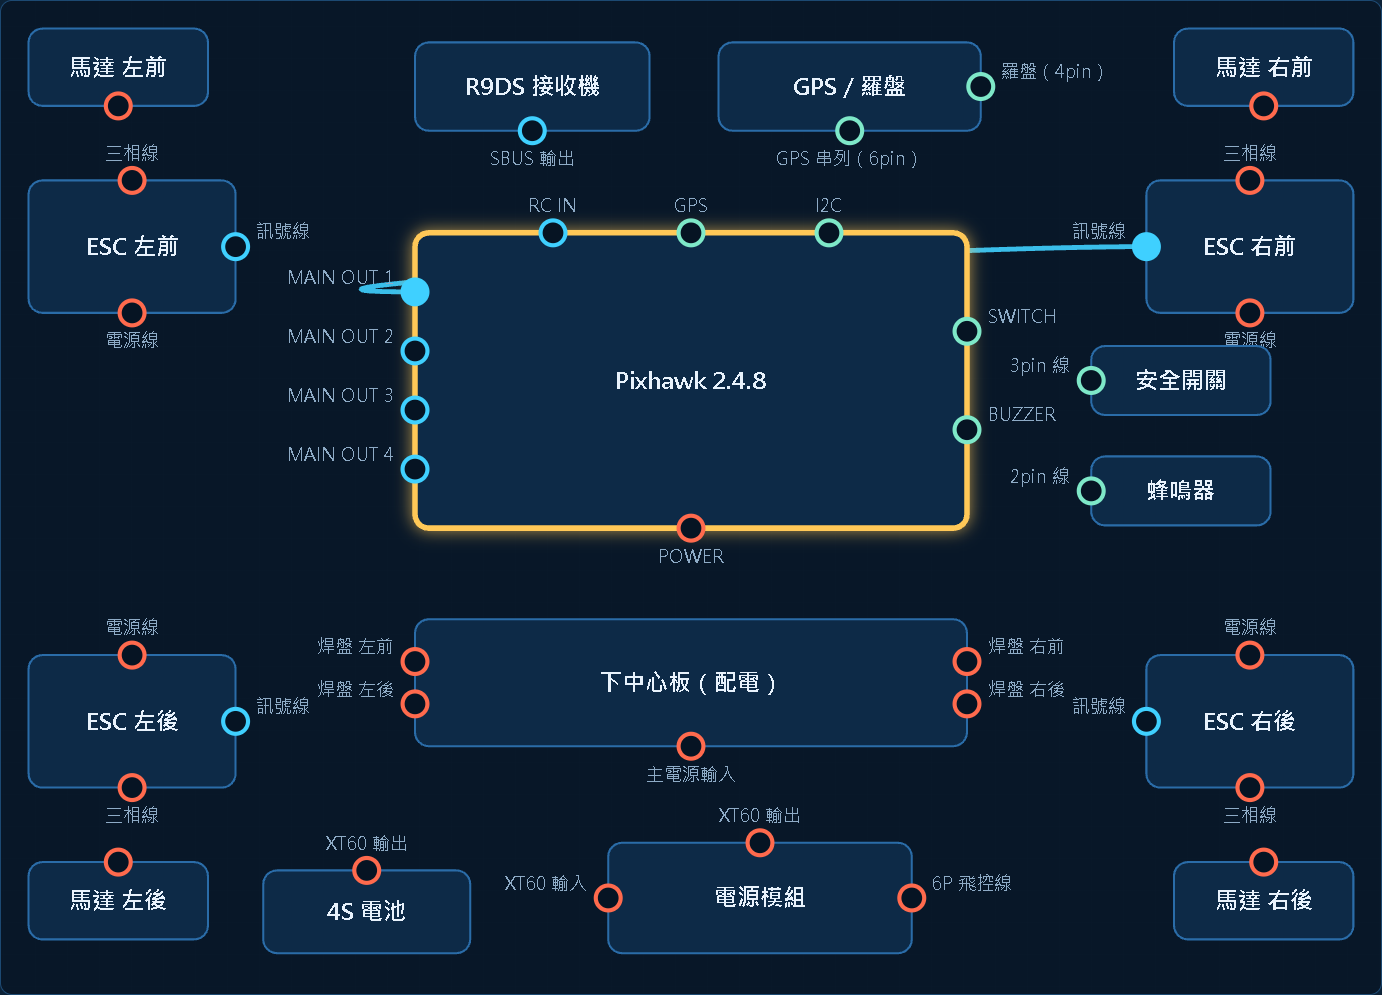 馬達 左前
R9DS 接收機
GPS / 羅盤
羅盤 ( 4pin )
馬達 右前
三相線
SBUS 輸出
GPS 串列 ( 6pin )
三相線
RC IN
GPS
I2C
ESC 左前
訊號線
訊號線
ESC 右前
MAIN OUT 1
SWITCH
電源線
MAIN OUT 2
電源線
3pin 線
安全開關
Pixhawk 2.4.8
MAIN OUT 3
BUZZER
MAIN OUT 4
2pin 線
蜂鳴器
POWER
電源線
焊盤 左前
下中心板 ( 配電 )
焊盤 右前
電源線
焊盤 左後
焊盤 右後
ESC 左後
訊號線
訊號線
ESC 右後
主電源輸入
三相線
XT60 輸出
XT60 輸出
三相線
馬達 左後
4S 電池
XT60 輸入
電源模組
6P 飛控線
馬達 右後